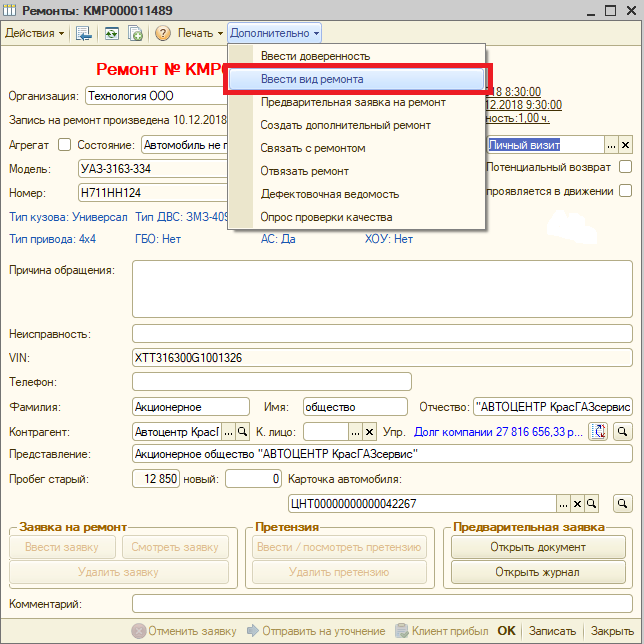 Ремонты: КМР000011489
Действия Печать Дополнительно
Ввести доверенность
Ремонт № КМР
Ввести вид ремонта
18 8:30:00
Организация: Технология ООО
Предварительная заявка на ремонт
12.2018 9:30:00
Запись на ремонт произведена 10.12.2018
Создать дополнительный ремонт
ность:1,00 ч.
Агрегат Состояние: Автомобиль не п
Связать с ремонтом
Личный визит ...
Модель: УАЗ-3163-334
Отвязать ремонт
Потенциальный возврат
Номер: Н711НН124
Дефектовочная ведомость
проявляется в движении
Тип кузова: Универсал Тип ДВС: ЗМЗ-409
Опрос проверки качества
Тип привода: 4x4 ГБО: Нет АС: Да ХОУ: Нет
Причина обращения:
Неисправность:
VIN: XTT316300G1001326
Телефон:
Фамилия: Акционерное Имя: общество Отчество: "АВТОЦЕНТР КрасГАЗсервис
Контрагент: Автоцентр КрасГ ... К. лицо: ... Упр. Долг компании 27 816 656,33 р...
Представление: Акционерное общество "АВТОЦЕНТР КрасГАЗсервис"
Пробег старый: 12 850 новый: 0 Карточка автомобиля:
ЦНТ00000000000042267 ...
Заявка на ремонт Претензия Предварительная заявка
Ввести заявку Смотреть заявку Ввести / посмотреть претензию Открыть документ
Удалить заявку Удалить претензию Открыть журнал
Комментарий:
Отменить заявку Отправить на уточнение Клиент прибыл OK Записать Закрыть